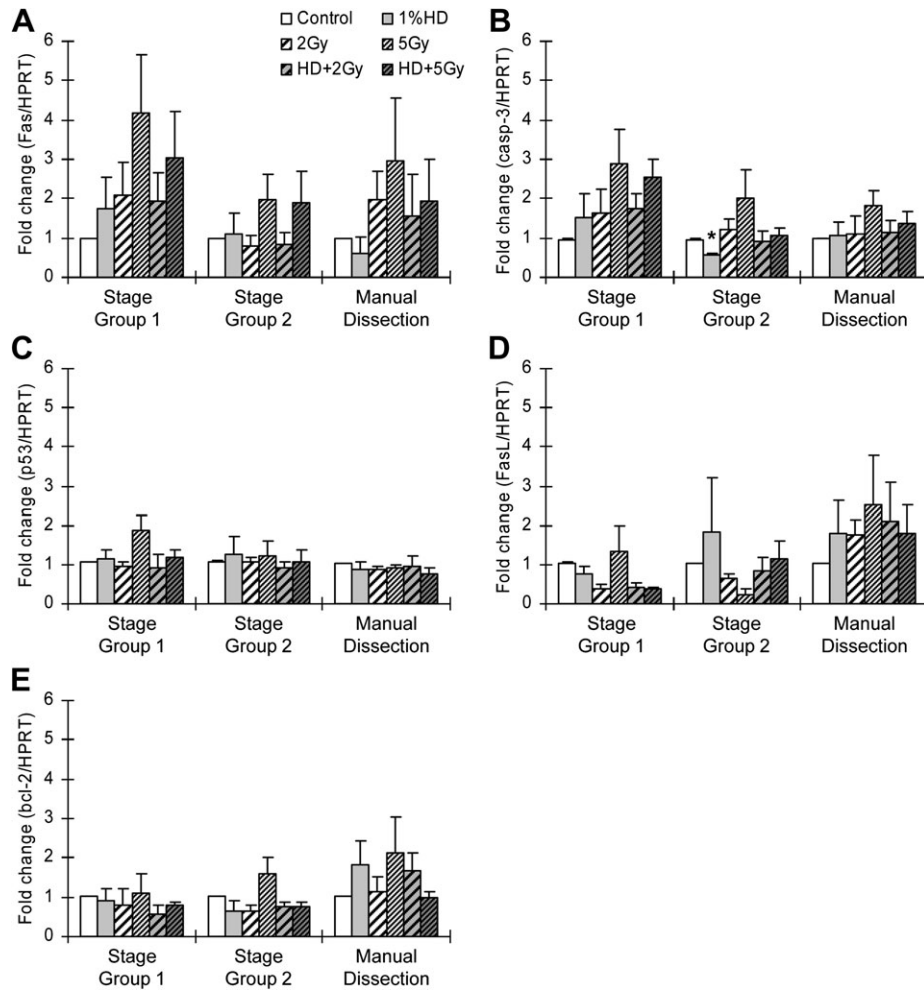 A
□ Control ■ 1%HD
2Gy 5Gy
HD+2Gy HD+5Gy
Fold change (Fas/HPRT)
6
5
4
3
2
1
0
Stage
Group 1
Stage
Group 2
Manual
Dissection
B
Fold change (casp-3/HPRT)
6
5
4
3
2
1
0
*
Stage
Group 1
Stage
Group 2
Manual
Dissection
C
Fold change (p53/HPRT)
6
5
4
3
2
1
0
Stage
Group 1
Stage
Group 2
Manual
Dissection
D
Fold change (FasL/HPRT)
6
5
4
3
2
1
0
Stage
Group 1
Stage
Group 2
Manual
Dissection
E
Fold change (bcl-2/HPRT)
6
5
4
3
2
1
0
Stage
Group 1
Stage
Group 2
Manual
Dissection